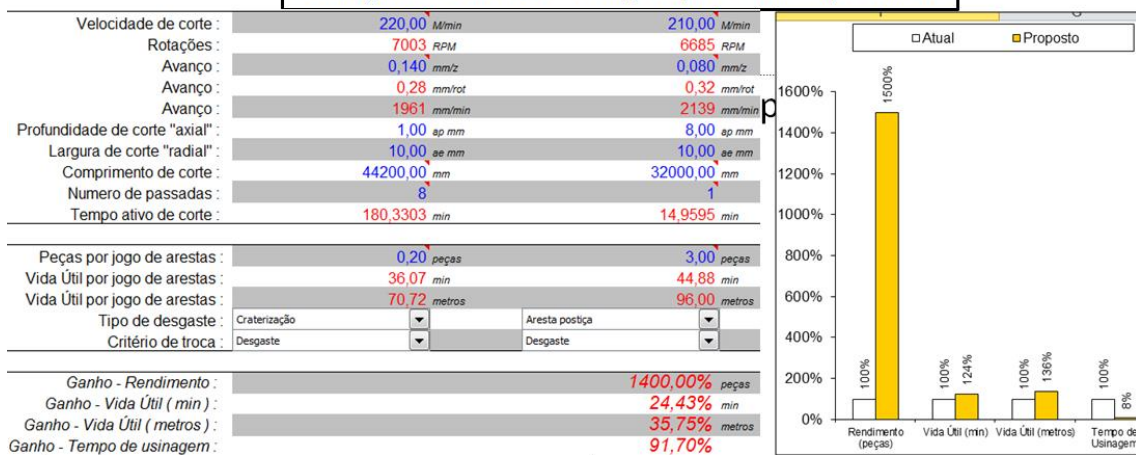 Velocidade de corte : 220,00 M/min 210,00 M/min
Rotações : 7003 RPM 6685 RPM
Avanço : 0,140 mm/z 0,080 mm/z
Avanço : 0,28 mm/rot 0,32 mm/rot
Avanço : 1961 mm/min 2139 mm/min
Profundidade de corte "axial" : 1,00 ap mm 8,00 ap mm
Largura de corte "radial" : 10,00 ae mm 10,00 ae mm
Comprimento de corte : 44200,00 mm 32000,00 mm
Numero de passadas : 8 1
Tempo ativo de corte : 180,3303 min 14,9595 min
Peças por jogo de arestas : 0,20 peças 3,00 peças
Vida Útil por jogo de arestas : 36,07 min 44,88 min
Vida Útil por jogo de arestas : 70,72 metros 96,00 metros
Tipo de desgaste : Craterização Aresta postiça
Critério de troca : Desgaste Desgaste
Ganho - Rendimento : 1400,00% peças
Ganho - Vida Útil ( min ) : 24,43% min
Ganho - Vida Útil ( metros ) : 35,75% metros
Ganho - Tempo de usinagem : 91,70%
p
Atual Proposto
1600%
1400%
1200%
1000%
800%
600%
400%
200%
0%
100% 1500% 100% 124% 100% 136% 100% 8%
Rendimento Vida Útil (min) Vida Útil (metros) Tempo de
(peças) Usinagem